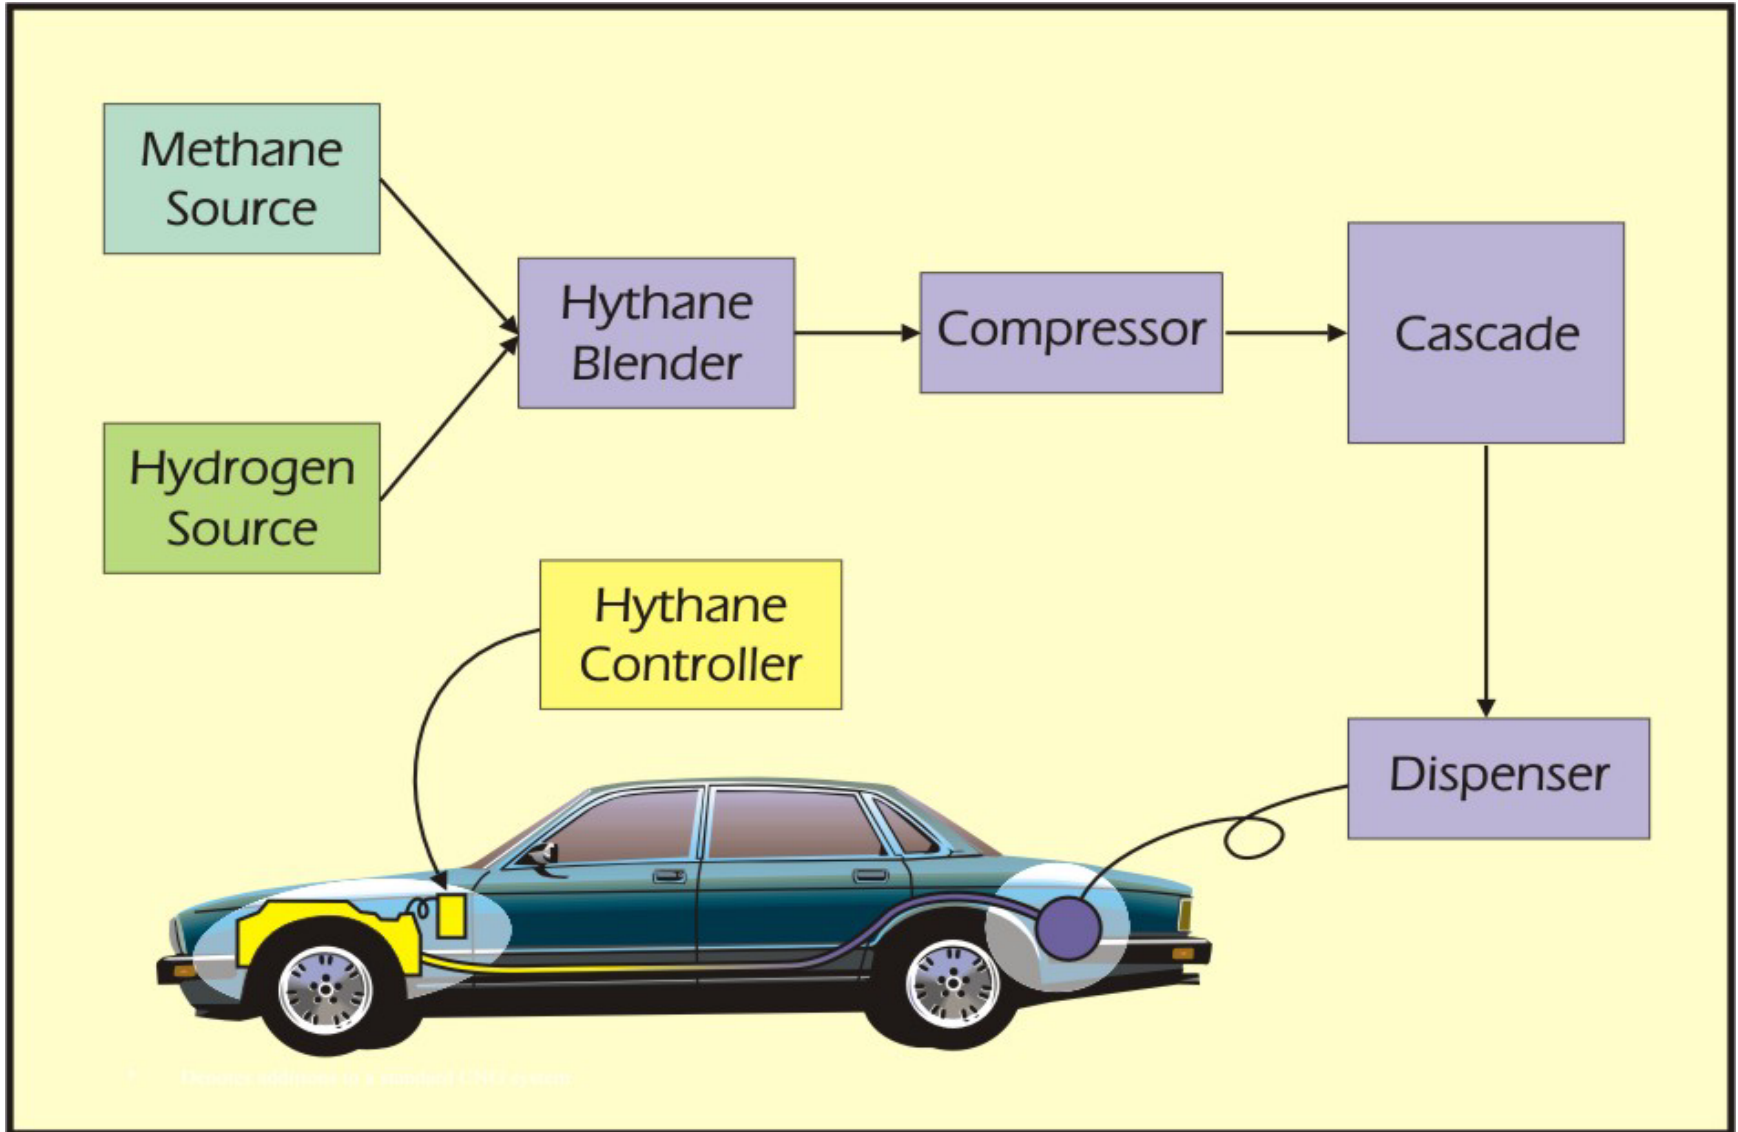 Methane
Source
Hythane
Blender
Compressor
Cascade
Hydrogen
Source
Hythane
Controller
Dispenser